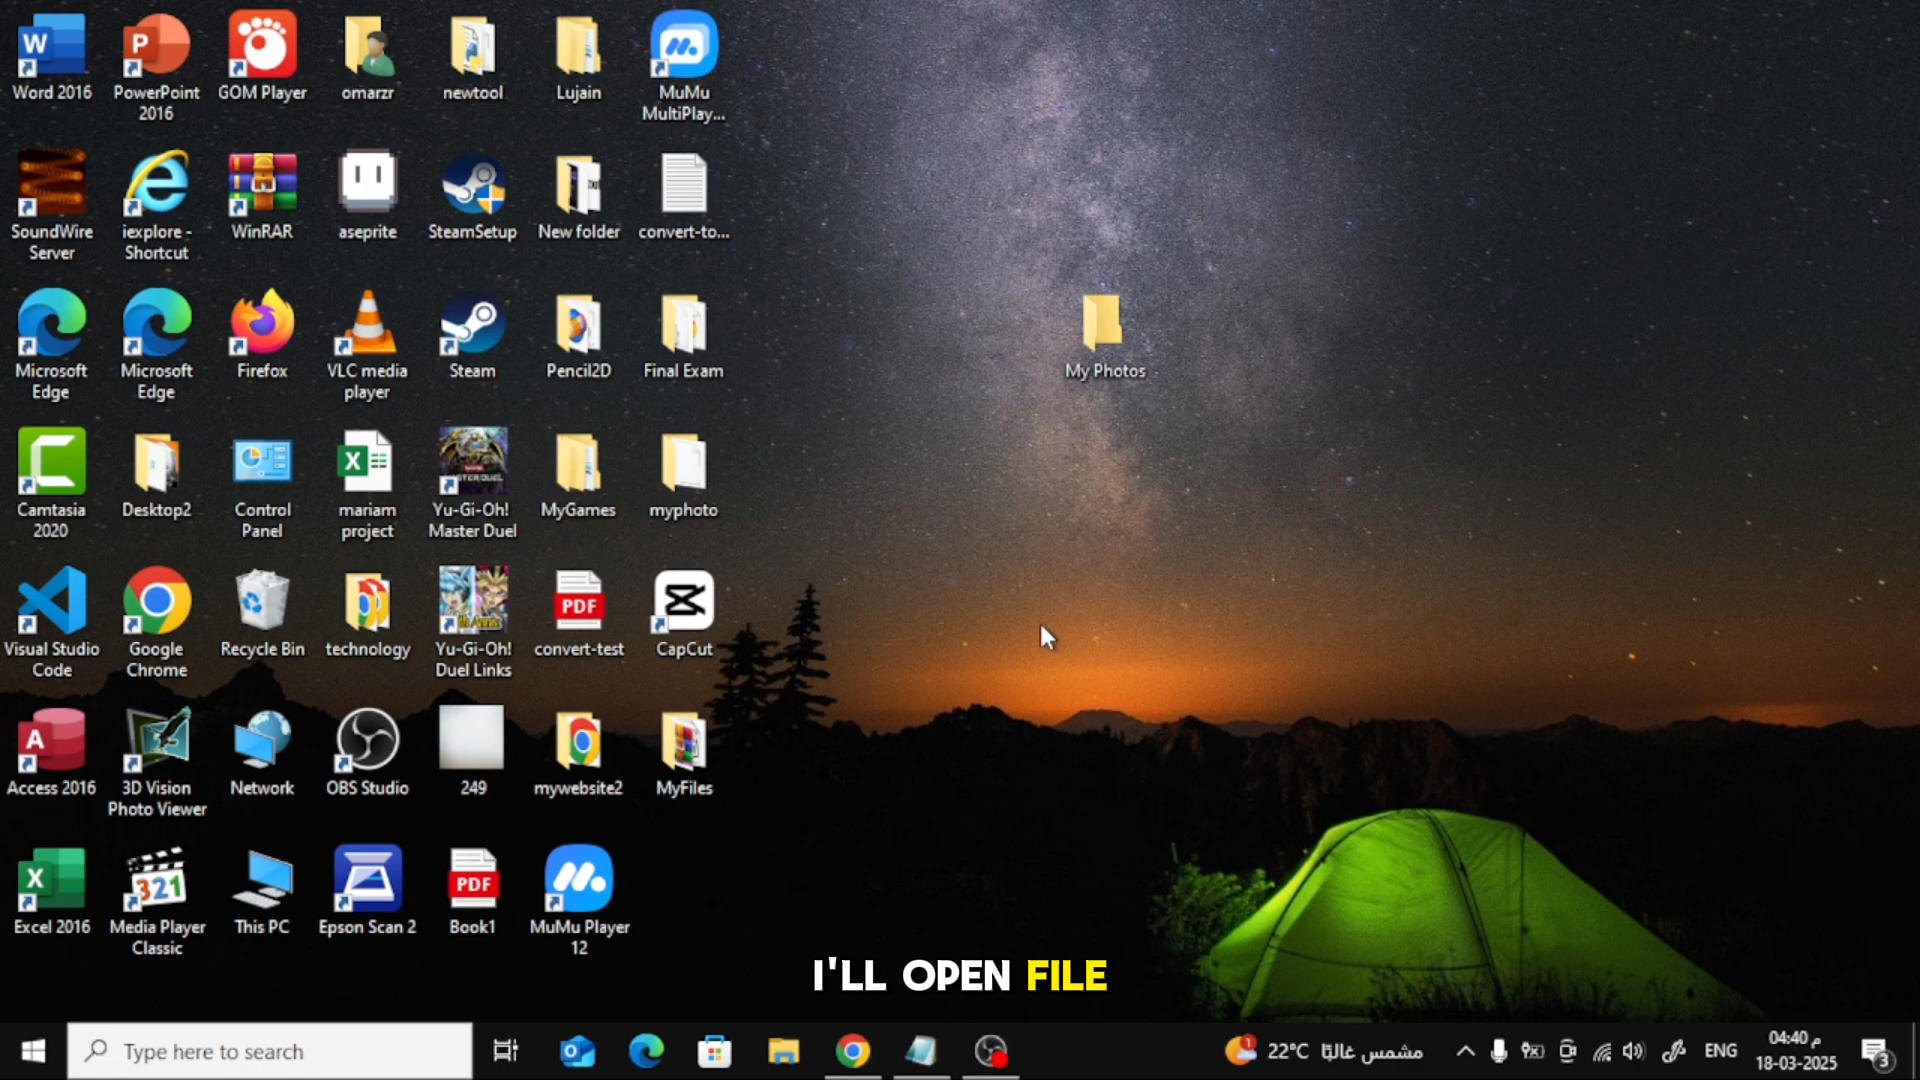 Word 2016
PowerPoint
2016
GOM Player
omarzr
newtool
Lujain
MuMu
MultiPlay...
SoundWire
Server
iexplore -
Shortcut
WinRAR
aseprite
SteamSetup
New folder
convert-to...
Microsoft
Edge
Microsoft
Edge
Firefox
VLC media
player
Steam
Pencil2D
Final Exam
My Photos
Camtasia
2020
Desktop2
Control
Panel
mariam
project
Yu-Gi-Oh!
Master Duel
MyGames
myphoto
Visual Studio
Code
Google
Chrome
Recycle Bin
technology
Yu-Gi-Oh!
Duel Links
PDF
convert-test
CapCut
Access 2016
3D Vision
Photo Viewer
Network
OBS Studio
249
mywebsite2
MyFiles
Excel 2016
321
Media Player
Classic
This PC
Epson Scan 2
PDF
Book1
MuMu Player
12
I'LL OPEN FILE
Type here to search
22°C مشمس غالبًا
ENG
04:40 م
18-03-2025
3